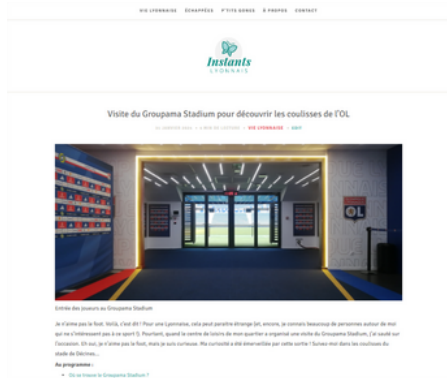 VIE LYONNAISE ÉCHAPPÉES P'TITS GONES À PROPOS CONTACT
Instants
LYONNAIS
Visite du Groupama Stadium pour découvrir les coulisses de l'OL
VIE LYONNAISE
OL
Entrée des joueurs au Groupama Stadium
Je n'aime pas le foot. Voilà, c'est dit ! Pour une Lyonnaise, cela peut paraitre étrange (et, encore, je connais beaucoup de personnes autour de moi
qui ne s'intéressent pas à ce sport !). Pourtant, quand le centre de loisirs de mon quartier a organisé une visite du Groupama Stadium, j'ai sauté sur
l'occasion. Eh oui, je n'aime pas le foot, mais je suis curieuse. Ma curiosité a été émerveillée par cette sortie ! Suivez-moi dans les coulisses du
stade de Décines...
Au programme :
Où se trouve le Groupama Stadium ?